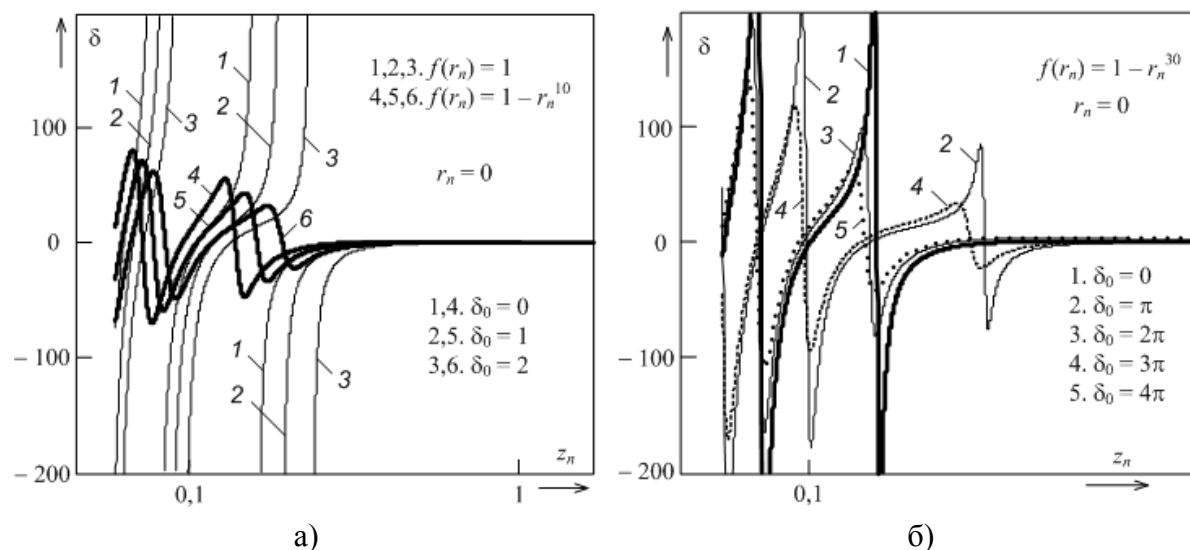 δ
1
1,2,3. f(rₙ) = 1
4,5,6. f(rₙ) = 1 – rₙ¹⁰
1
2
2
3
3
100
4
5
6
rₙ = 0
0
1,4. δ₀ = 0
2,5. δ₀ = 1
3,6. δ₀ = 2
1
2
3
– 100
– 200
zₙ
0,1
1
а)
δ
1
f(rₙ) = 1 – rₙ³⁰
2
rₙ = 0
100
3
2
4
4
5
0
1. δ₀ = 0
2. δ₀ = π
3. δ₀ = 2π
4. δ₀ = 3π
5. δ₀ = 4π
– 100
– 200
zₙ
0,1
б)